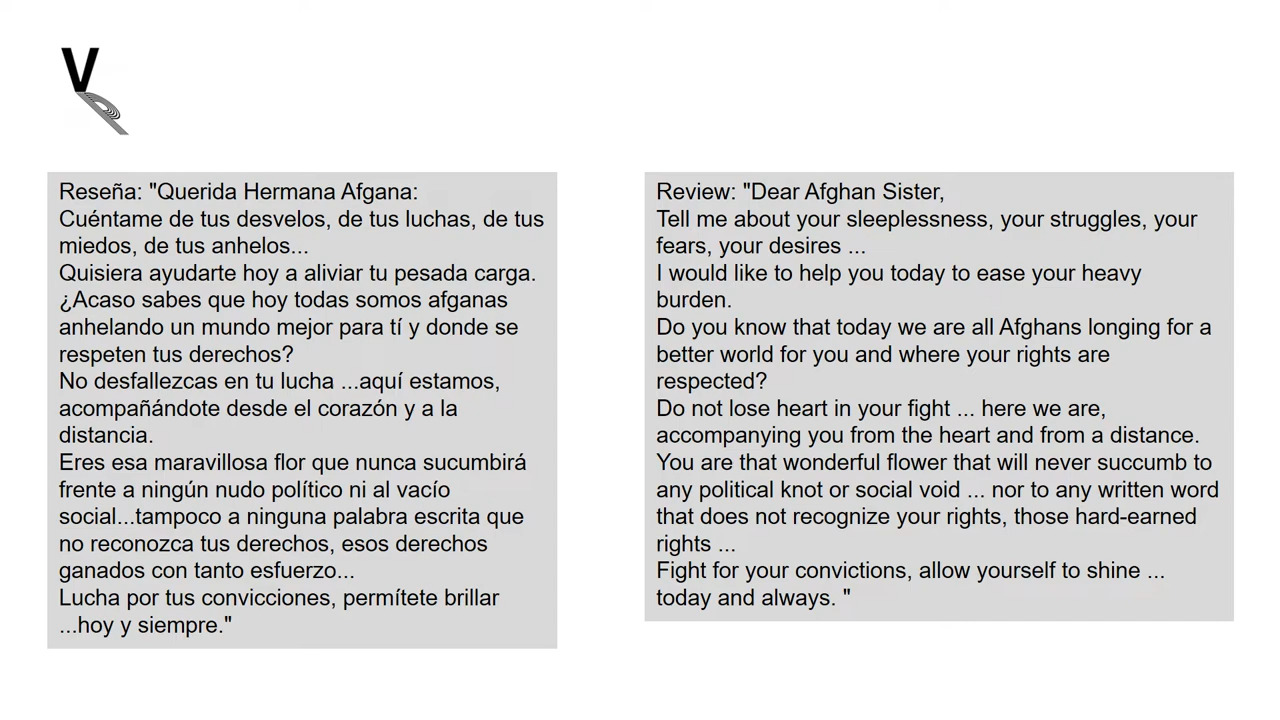 V
Reseña: "Querida Hermana Afgana:
Cuéntame de tus desvelos, de tus luchas, de tus
miedos, de tus anhelos...
Quisiera ayudarte hoy a aliviar tu pesada carga.
¿Acaso sabes que hoy todas somos afganas
anhelando un mundo mejor para tí y donde se
respeten tus derechos?
No desfallezcas en tu lucha ...aquí estamos,
acompañándote desde el corazón y a la
distancia.
Eres esa maravillosa flor que nunca sucumbirá
frente a ningún nudo político ni al vacío
social...tampoco a ninguna palabra escrita que
no reconozca tus derechos, esos derechos
ganados con tanto esfuerzo...
Lucha por tus convicciones, permítete brillar
...hoy y siempre."
Review: "Dear Afghan Sister,
Tell me about your sleeplessness, your struggles, your
fears, your desires ...
I would like to help you today to ease your heavy
burden.
Do you know that today we are all Afghans longing for a
better world for you and where your rights are
respected?
Do not lose heart in your fight ... here we are,
accompanying you from the heart and from a distance.
You are that wonderful flower that will never succumb to
any political knot or social void ... nor to any written word
that does not recognize your rights, those hard-earned
rights ...
Fight for your convictions, allow yourself to shine ...
today and always. "